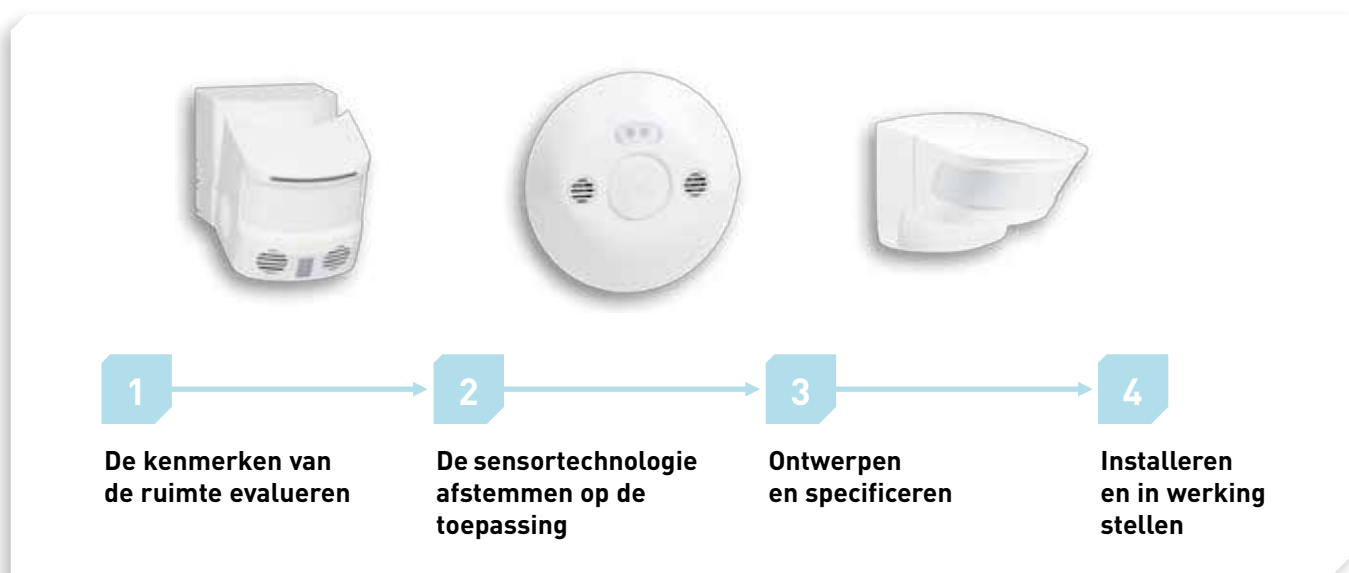 1
2
3
4
De kenmerken van
de ruimte evalueren
De sensortechnologie
afstemmen op de
toepassing
Ontwerpen
en specificeren
Installeren
en in werking
stellen